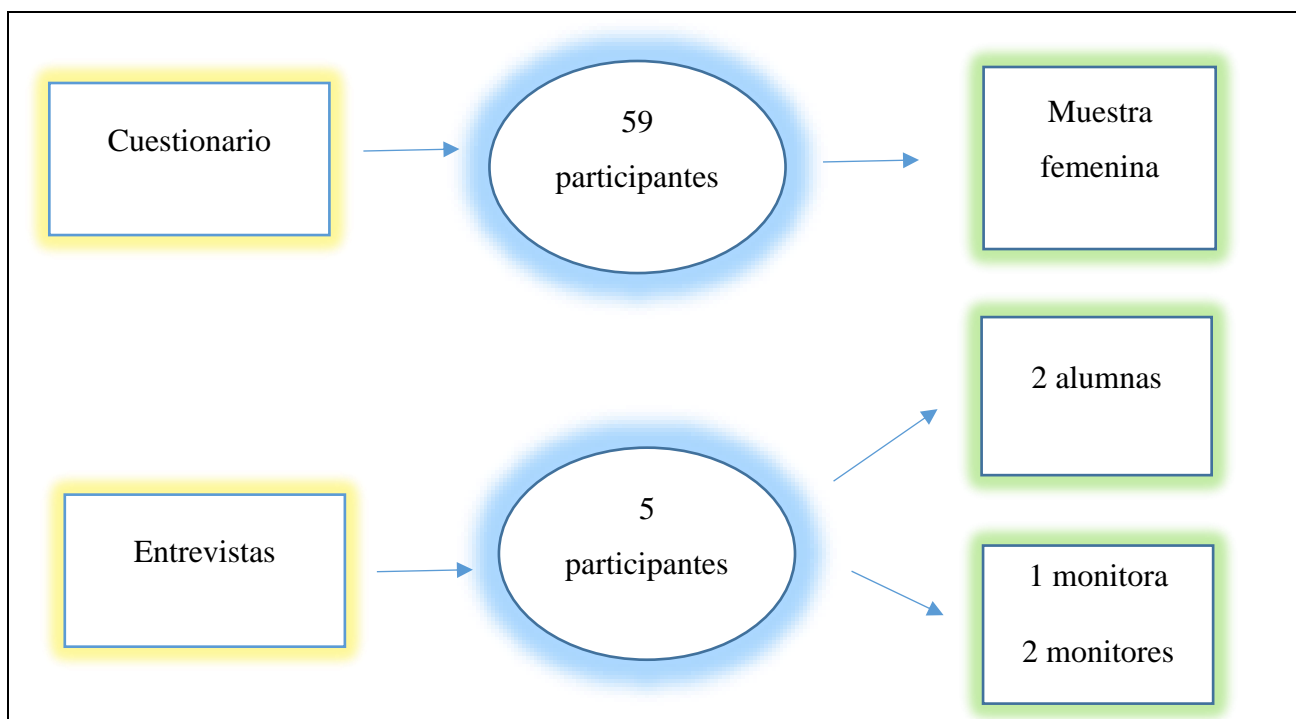 Cuestionario
59
participantes
Muestra
femenina
Entrevistas
5
participantes
2 alumnas
1 monitora
2 monitores